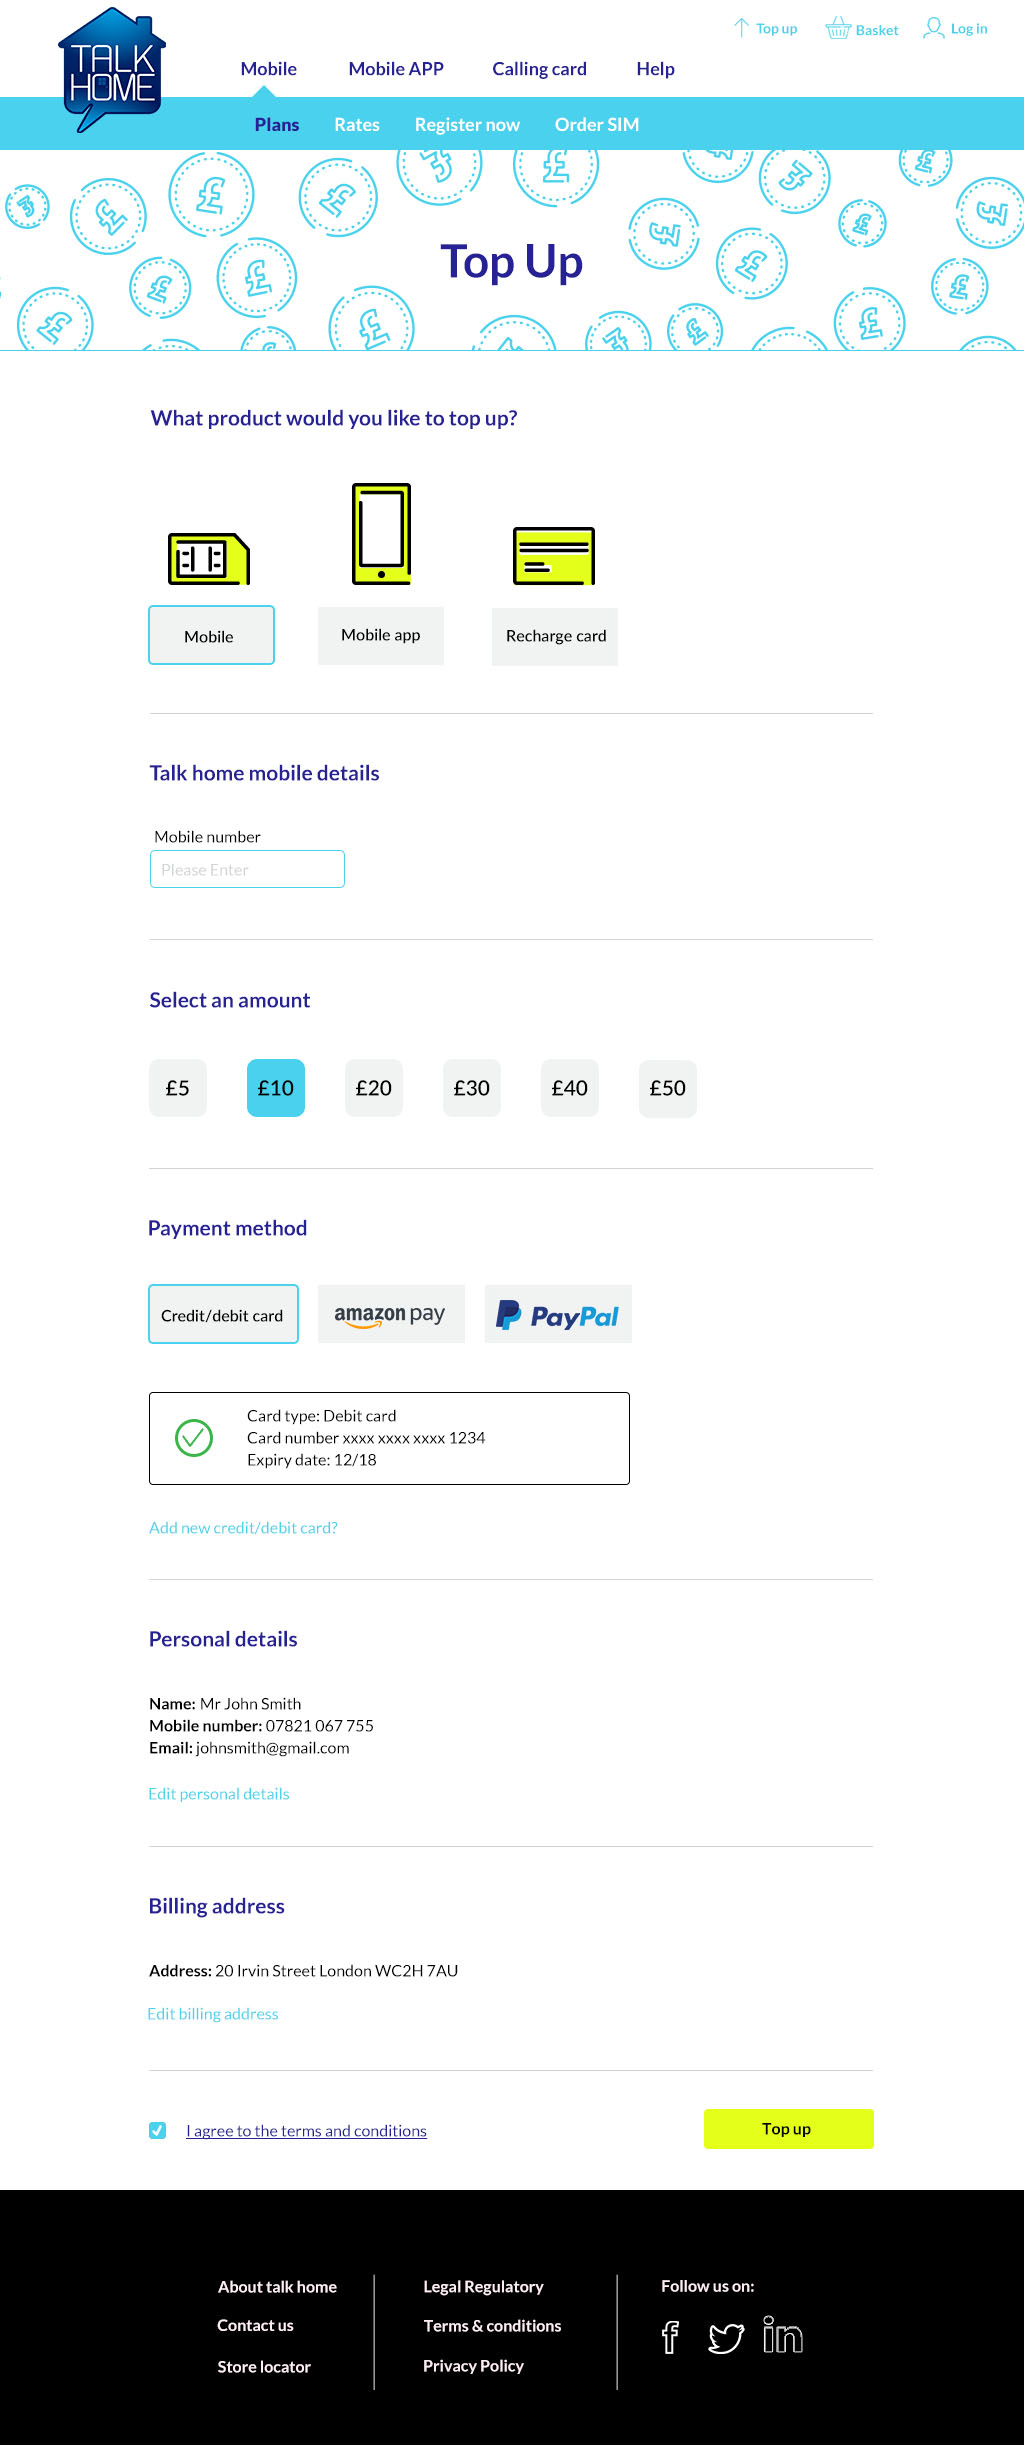 TALK
HOME
Top up
Basket
Log in
Mobile
Mobile APP
Calling card
Help
Plans
Rates
Register now
Order SIM
Top Up
What product would you like to top up?
Mobile
Mobile app
Recharge card
Talk home mobile details
Mobile number
Please Enter
Select an amount
£5
£10
£20
£30
£40
£50
Payment method
Credit/debit card
amazon pay
PayPal
Card type: Debit card
Card number xxxx xxxx xxxx 1234
Expiry date: 12/18
Add new credit/debit card?
Personal details
Name: Mr John Smith
Mobile number: 07821 067 755
Email: johnsmith@gmail.com
Edit personal details
Billing address
Address: 20 Irvin Street London WC2H 7AU
Edit billing address
I agree to the terms and conditions
Top up
About talk home
Contact us
Store locator
Legal Regulatory
Terms & conditions
Privacy Policy
Follow us on: